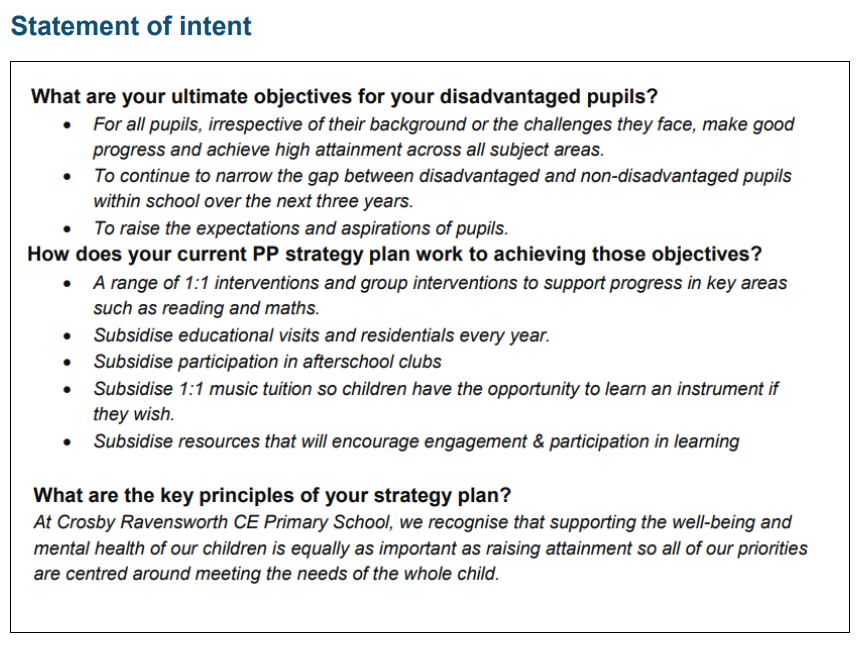 Statement of intent
What are your ultimate objectives for your disadvantaged pupils?
• For all pupils, irrespective of their background or the challenges they face, make good
progress and achieve high attainment across all subject areas.
• To continue to narrow the gap between disadvantaged and non-disadvantaged pupils
within school over the next three years.
• To raise the expectations and aspirations of pupils.
How does your current PP strategy plan work to achieving those objectives?
• A range of 1:1 interventions and group interventions to support progress in key areas
such as reading and maths.
• Subsidise educational visits and residentials every year.
• Subsidise participation in afterschool clubs
• Subsidise 1:1 music tuition so children have the opportunity to learn an instrument if
they wish.
• Subsidise resources that will encourage engagement & participation in learning
What are the key principles of your strategy plan?
At Crosby Ravensworth CE Primary School, we recognise that supporting the well-being and
mental health of our children is equally as important as raising attainment so all of our priorities
are centred around meeting the needs of the whole child.